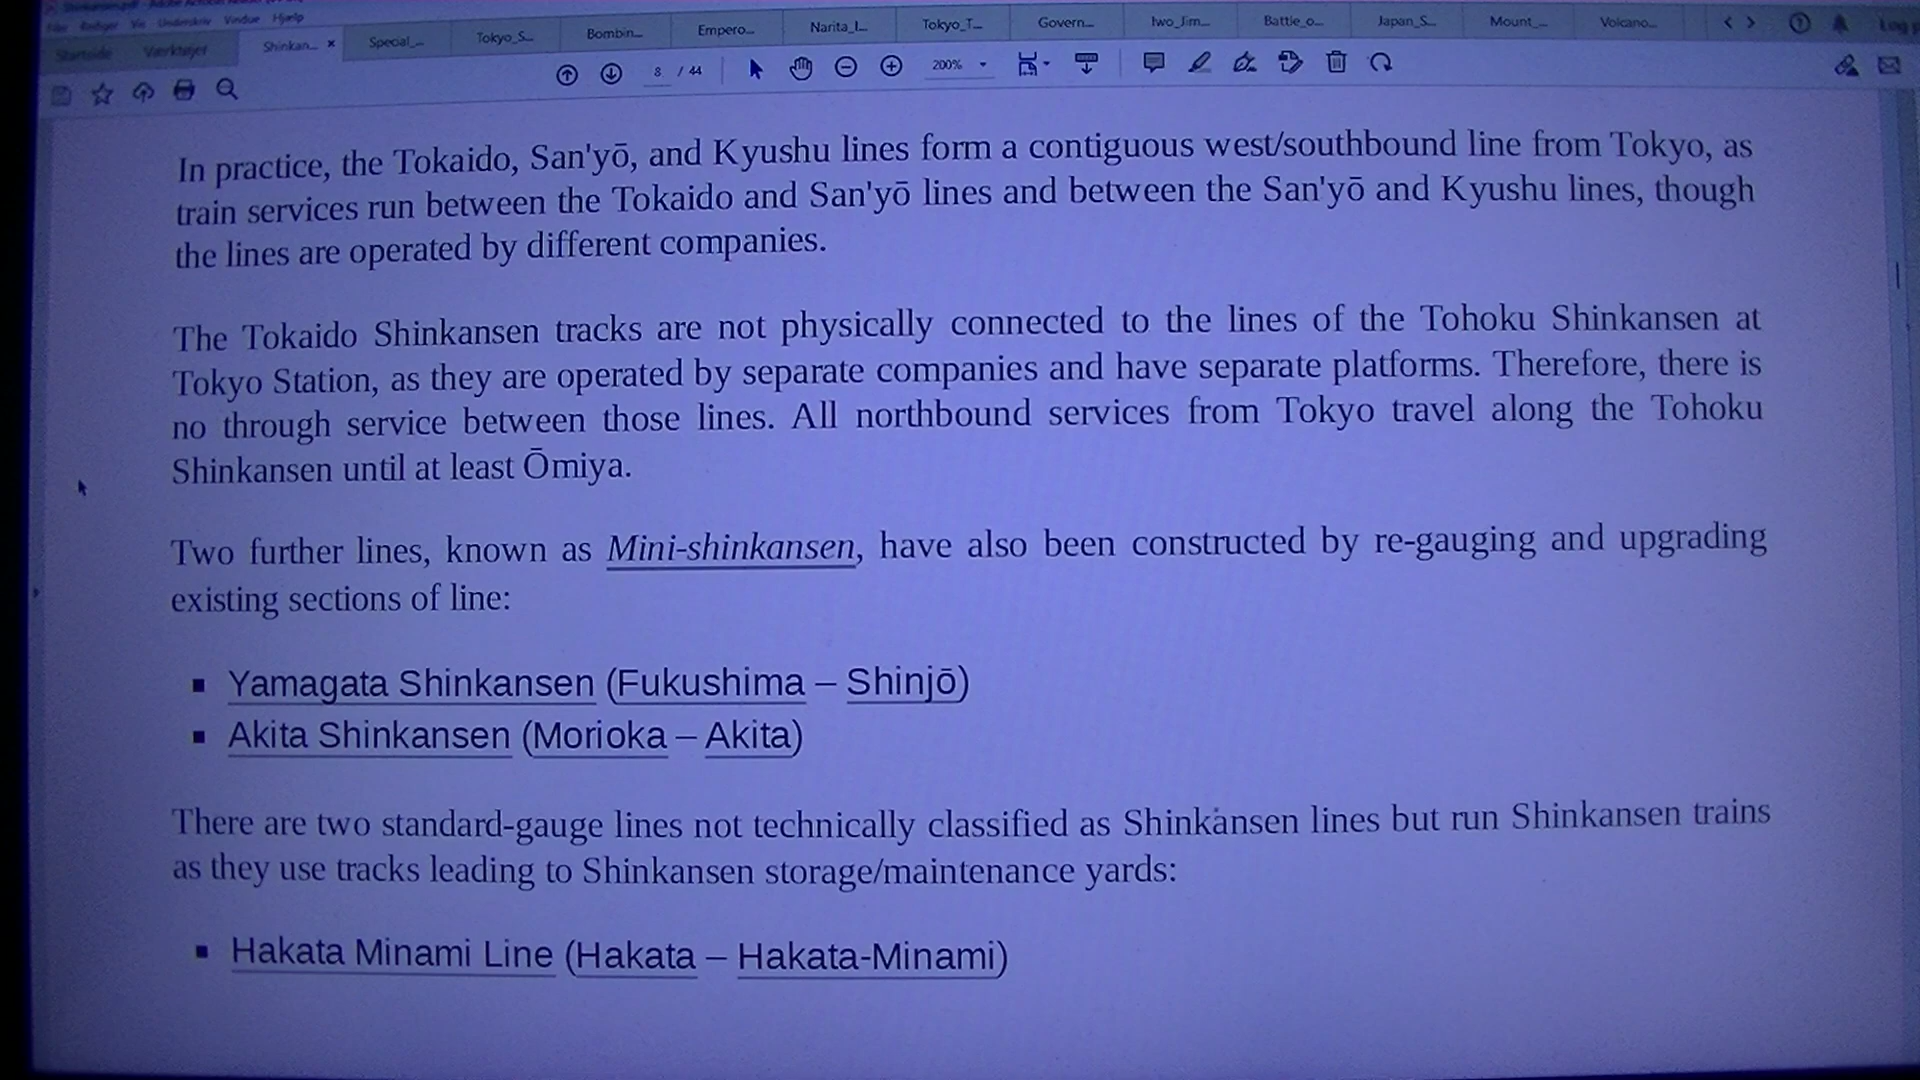 Vindue Hjælp
Startside Værktøjer Shinkan... × Special_... Tokyo_S... Bombin... Empero... Narita_I... Tokyo_T... Govern... Iwo_Jim... Battle_o... Japan_S... Mount_... Volcano...
8 / 44 200%
In practice, the Tokaido, San'yō, and Kyushu lines form a contiguous west/southbound line from Tokyo, as
train services run between the Tokaido and San'yō lines and between the San'yō and Kyushu lines, though
the lines are operated by different companies.
The Tokaido Shinkansen tracks are not physically connected to the lines of the Tohoku Shinkansen at
Tokyo Station, as they are operated by separate companies and have separate platforms. Therefore, there is
no through service between those lines. All northbound services from Tokyo travel along the Tohoku
Shinkansen until at least Ōmiya.
Two further lines, known as Mini-shinkansen, have also been constructed by re-gauging and upgrading
existing sections of line:
▪ Yamagata Shinkansen (Fukushima – Shinjō)
▪ Akita Shinkansen (Morioka – Akita)
There are two standard-gauge lines not technically classified as Shinkansen lines but run Shinkansen trains
as they use tracks leading to Shinkansen storage/maintenance yards:
▪ Hakata Minami Line (Hakata – Hakata-Minami)